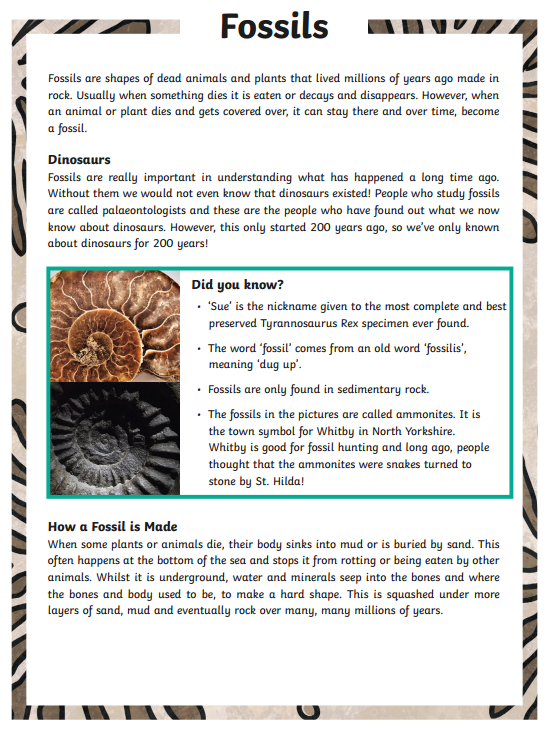 Fossils
Fossils are shapes of dead animals and plants that lived millions of years ago made in
rock. Usually when something dies it is eaten or decays and disappears. However, when
an animal or plant dies and gets covered over, it can stay there and over time, become
a fossil.
Dinosaurs
Fossils are really important in understanding what has happened a long time ago.
Without them we would not even know that dinosaurs existed! People who study fossils
are called palaeontologists and these are the people who have found out what we now
know about dinosaurs. However, this only started 200 years ago, so we’ve only known
about dinosaurs for 200 years!
Did you know?
• ‘Sue’ is the nickname given to the most complete and best
preserved Tyrannosaurus Rex specimen ever found.
• The word ‘fossil’ comes from an old word ‘fossilis’,
meaning ‘dug up’.
• Fossils are only found in sedimentary rock.
• The fossils in the pictures are called ammonites. It is
the town symbol for Whitby in North Yorkshire.
Whitby is good for fossil hunting and long ago, people
thought that the ammonites were snakes turned to
stone by St. Hilda!
How a Fossil is Made
When some plants or animals die, their body sinks into mud or is buried by sand. This
often happens at the bottom of the sea and stops it from rotting or being eaten by other
animals. Whilst it is underground, water and minerals seep into the bones and where
the bones and body used to be, to make a hard shape. This is squashed under more
layers of sand, mud and eventually rock over many, many millions of years.